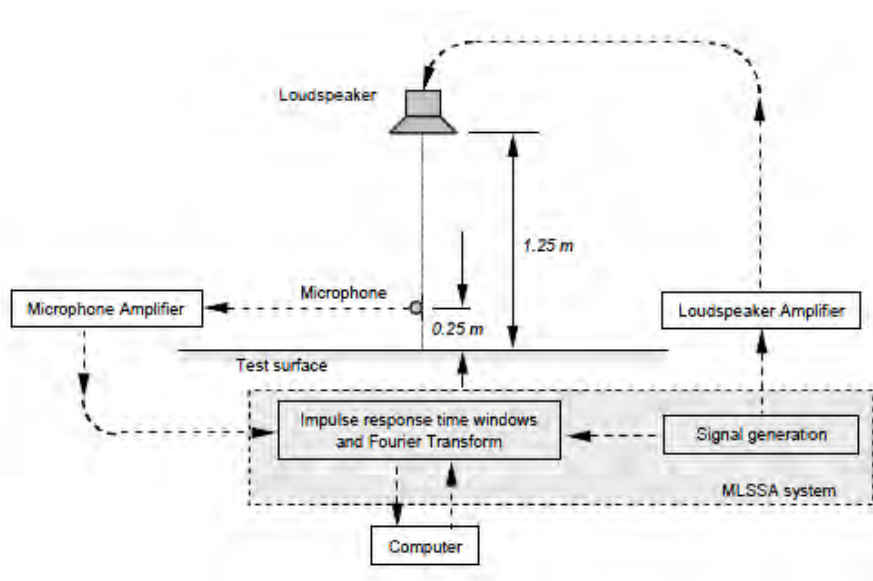 Loudspeaker
1.25 m
Microphone
Microphone Amplifier
0.25 m
Loudspeaker Amplifier
Test surface
Impulse response time windows
and Fourier Transform
Signal generation
MLSSA system
Computer